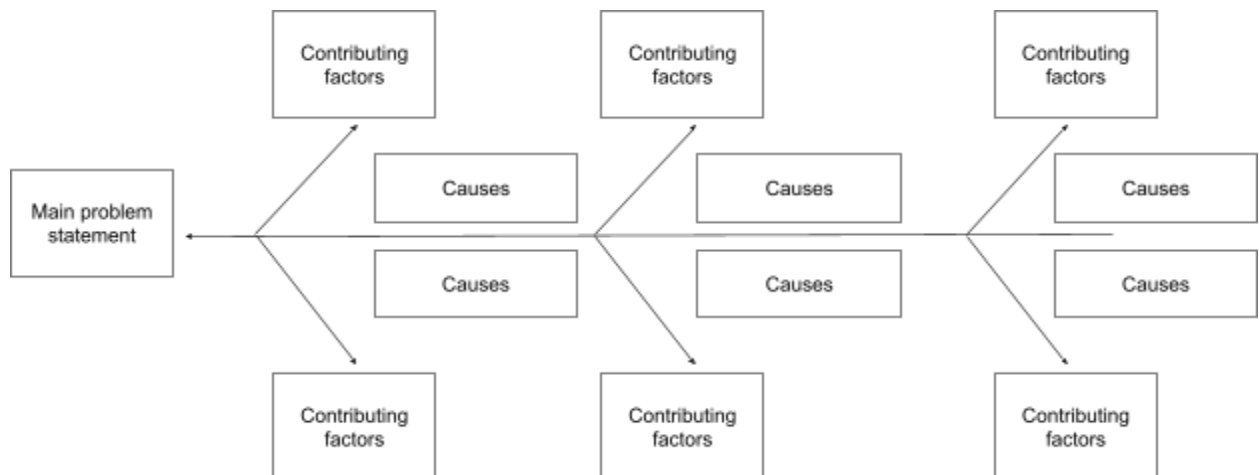 Contributing
factors
Contributing
factors
Contributing
factors
Causes
Causes
Causes
Main problem
statement
Causes
Causes
Causes
Contributing
factors
Contributing
factors
Contributing
factors